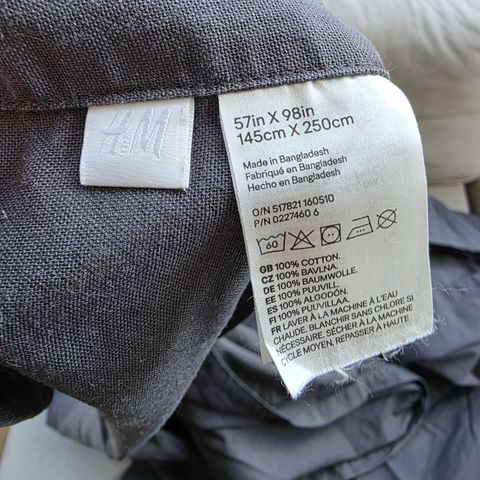 H&M
57in X 98in
145cm X 250cm
Made in Bangladesh
Fabriqué en Bangladesh
Hecho en Bangladesh
O/N 517821 160510
P/N 0227460 6
60
GB 100% COTTON.
CZ 100% BAVLNA.
DE 100% BAUMWOLLE.
EE 100% PUUVILL.
ES 100% ALGODÓN.
FI 100% PUUVILLAA.
FR LAVER À LA MACHINE À L'EAU
CHAUDE, BLANCHIR SANS CHLORE SI
NÉCESSAIRE, SÉCHER À LA MACHINE
CYCLE MOYEN, REPASSER À HAUTE